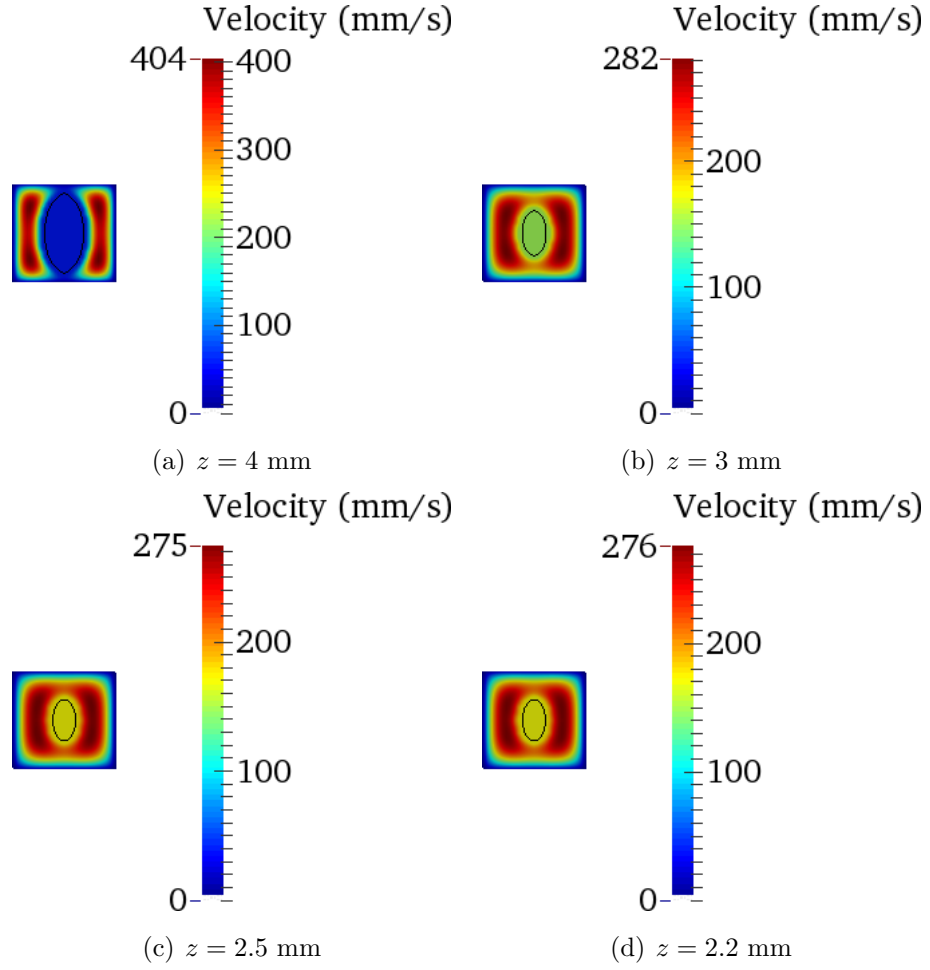 Velocity (mm/s)
404
400
300
200
100
0
(a) z = 4 mm
Velocity (mm/s)
282
200
100
0
(b) z = 3 mm
Velocity (mm/s)
275
200
100
0
(c) z = 2.5 mm
Velocity (mm/s)
276
200
100
0
(d) z = 2.2 mm